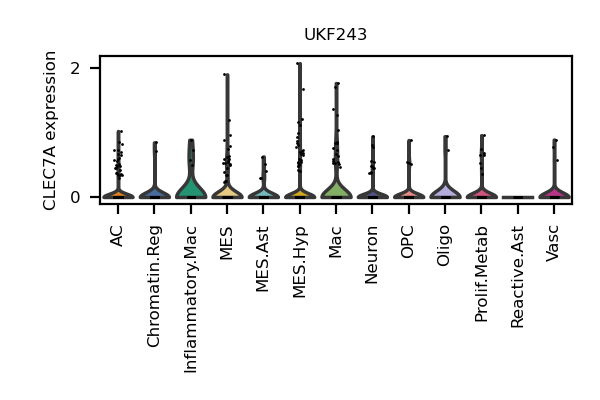 UKF243
CLEC7A expression
2
0
AC
Chromatin.Reg
Inflammatory.Mac
MES
MES.Ast
MES.Hyp
Mac
Neuron
OPC
Oligo
Prolif.Metab
Reactive.Ast
Vasc